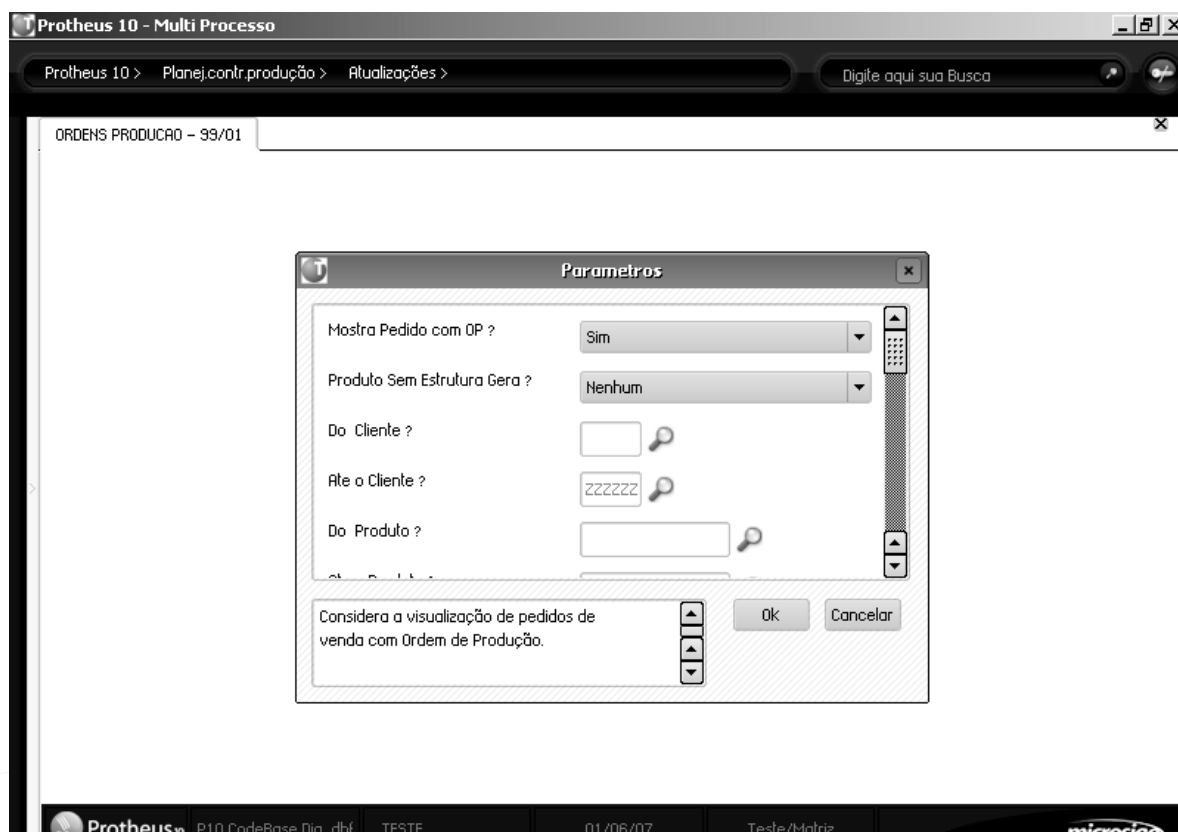 Protheus 10 - Multi Processo
Protheus 10 > Planej.contr.produção > Atualizações >
Digite aqui sua Busca
ORDENS PRODUCAO – 99/01
Parametros
Mostra Pedido com OP ?
Sim
Produto Sem Estrutura Gera ?
Nenhum
Do Cliente ?
Ate o Cliente ?
ZZZZZZ
Do Produto ?
Considera a visualização de pedidos de
venda com Ordem de Produção.
Ok
Cancelar
Protheus10 P10 CodeBase Dia .dbf TESTE 01/06/07 Teste/Matriz